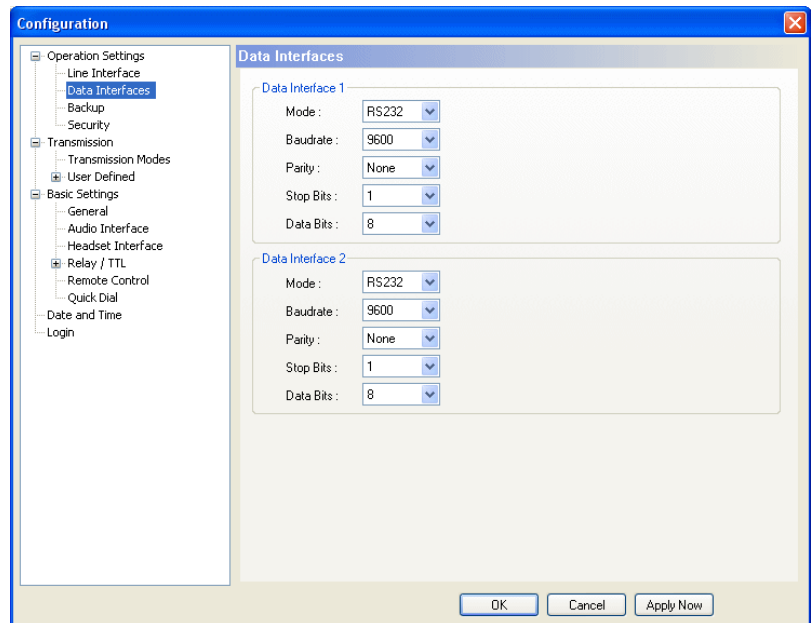 Configuration
Operation Settings
Line Interface
Data Interfaces
Backup
Security
Transmission
Transmission Modes
User Defined
Basic Settings
General
Audio Interface
Headset Interface
Relay / TTL
Remote Control
Quick Dial
Date and Time
Login
Data Interfaces
Data Interface 1
Mode : RS232
Baudrate : 9600
Parity : None
Stop Bits : 1
Data Bits : 8
Data Interface 2
Mode : RS232
Baudrate : 9600
Parity : None
Stop Bits : 1
Data Bits : 8
OK Cancel Apply Now